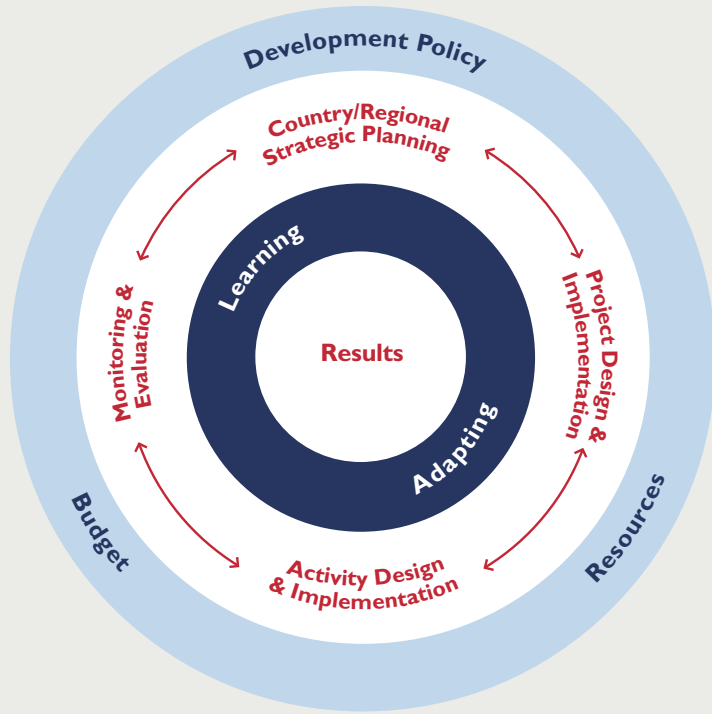 Development Policy
Country/Regional
Strategic Planning
Learning
Monitoring &
Evaluation
Results
Project Design &
Implementation
Adapting
Budget
Resources
Activity Design
& Implementation